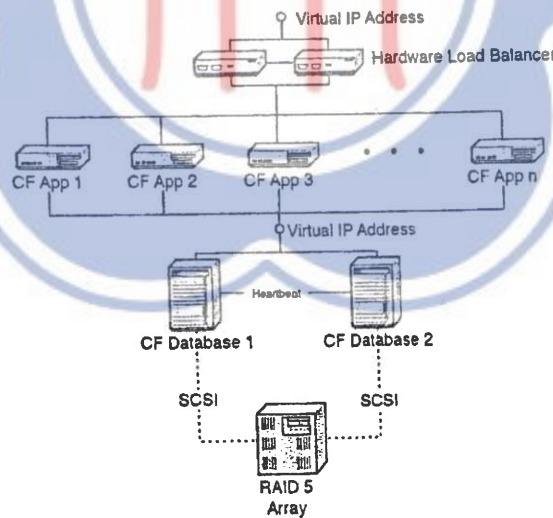 Virtual IP Address
Hardware Load Balancer
CF App 1
CF App 2
CF App 3
CF App n
Virtual IP Address
Heartbeat
CF Database 1
CF Database 2
SCSI
SCSI
RAID 5
Array